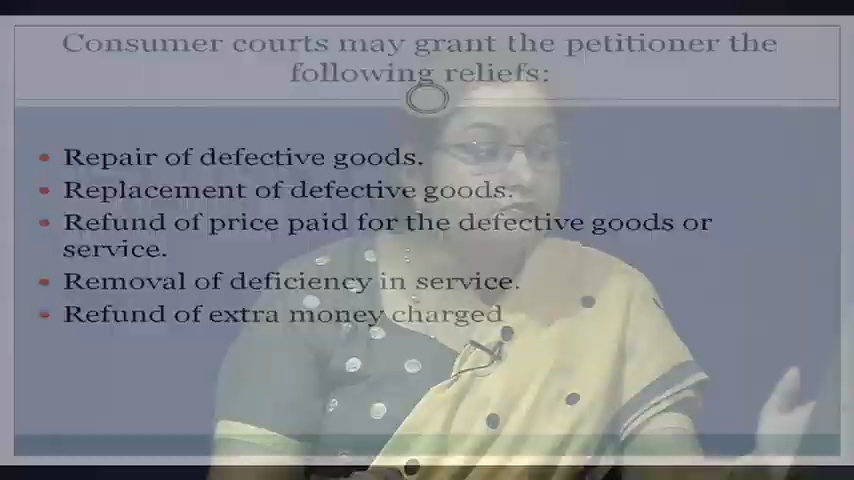 Consumer courts may grant the petitioner the
following reliefs:
• Repair of defective goods.
• Replacement of defective goods.
• Refund of price paid for the defective goods or
service.
• Removal of deficiency in service.
• Refund of extra money charged